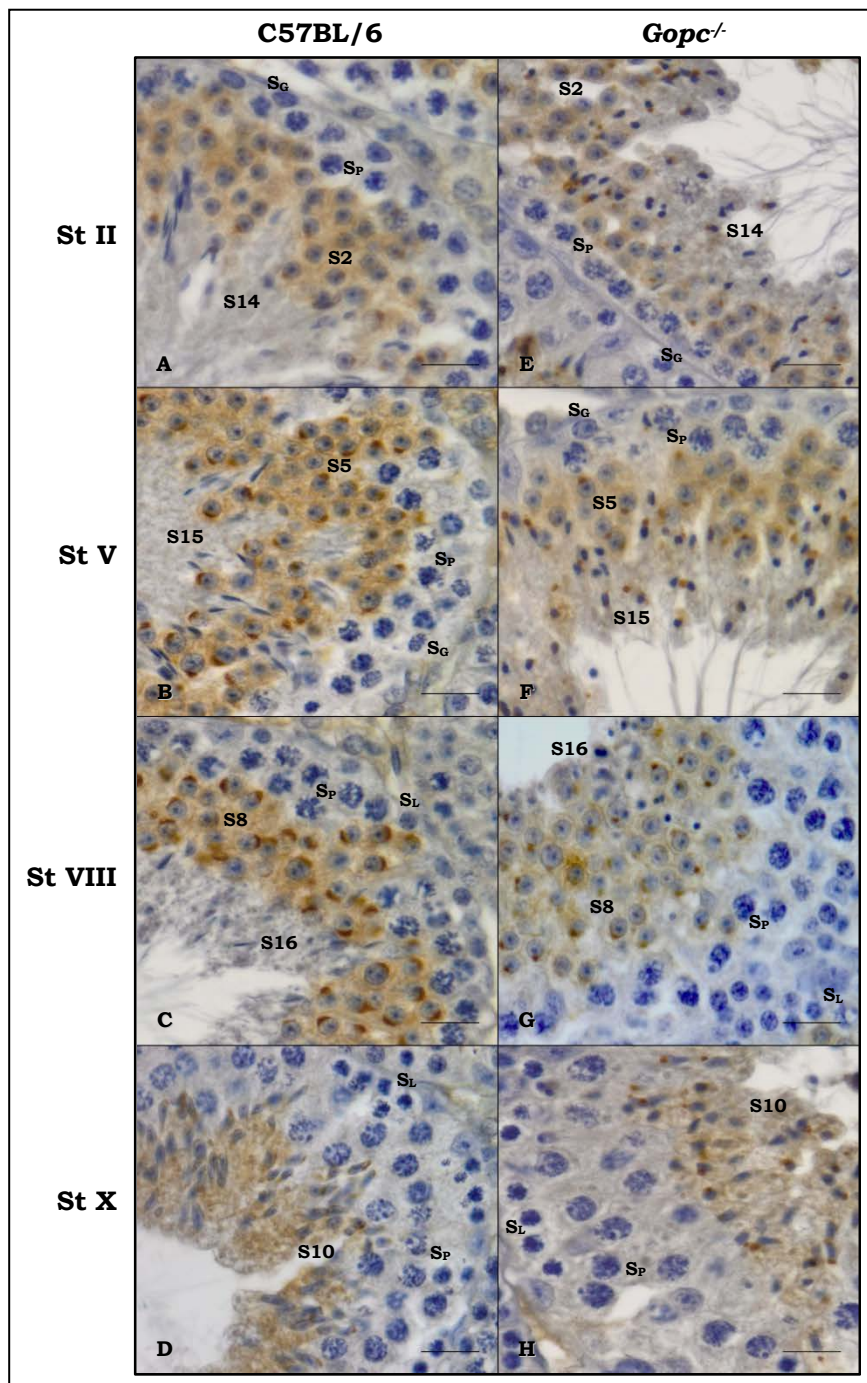 C57BL/6
Gopc-/-
St II
SG
SP
S2
S14
A
S2
S14
SP
SG
E
St V
S5
S15
SP
SG
B
SG
SP
S5
S15
F
St VIII
SP
SL
S8
S16
C
S16
S8
SP
SL
G
St X
SL
S10
SP
D
S10
SL
SP
H